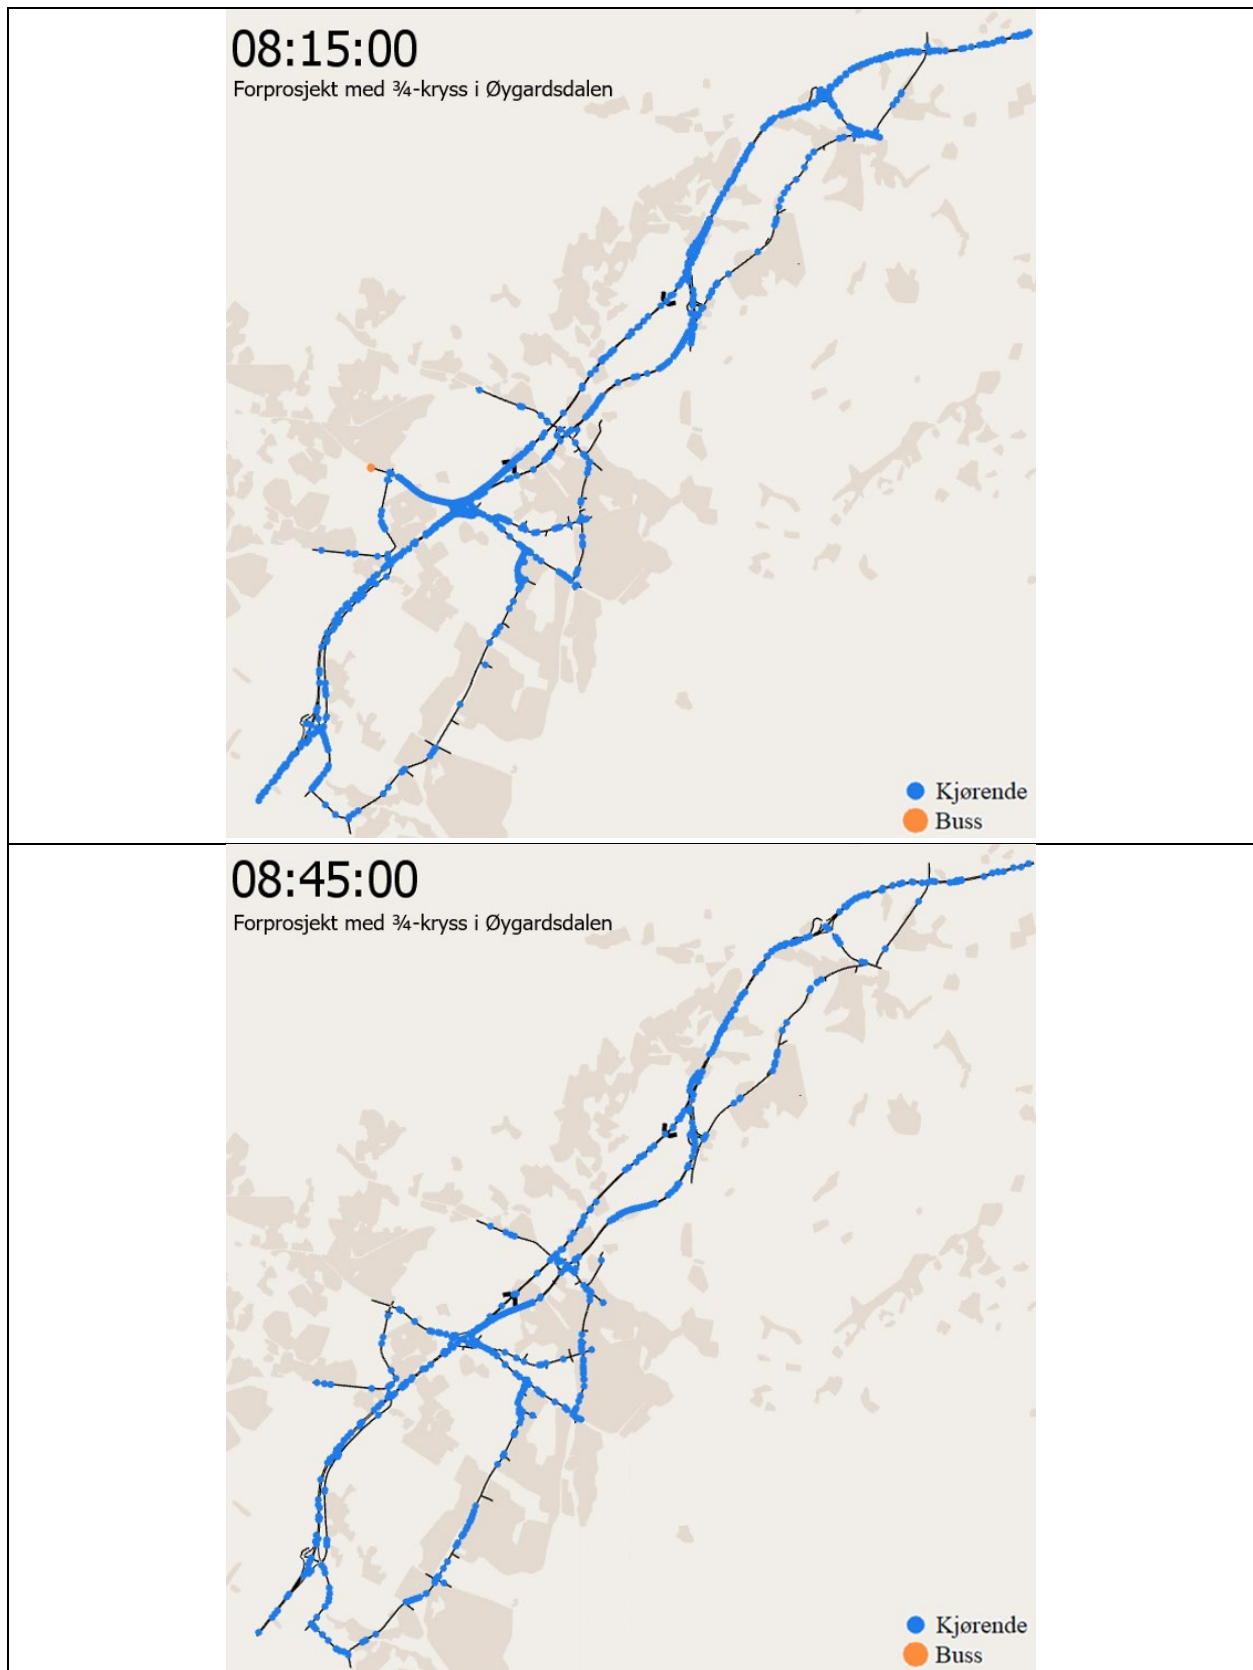 08:15:00
Forprosjekt med ¾-kryss i Øygardsdalen
Kjørende
Buss
08:45:00
Forprosjekt med ¾-kryss i Øygardsdalen
Kjørende
Buss